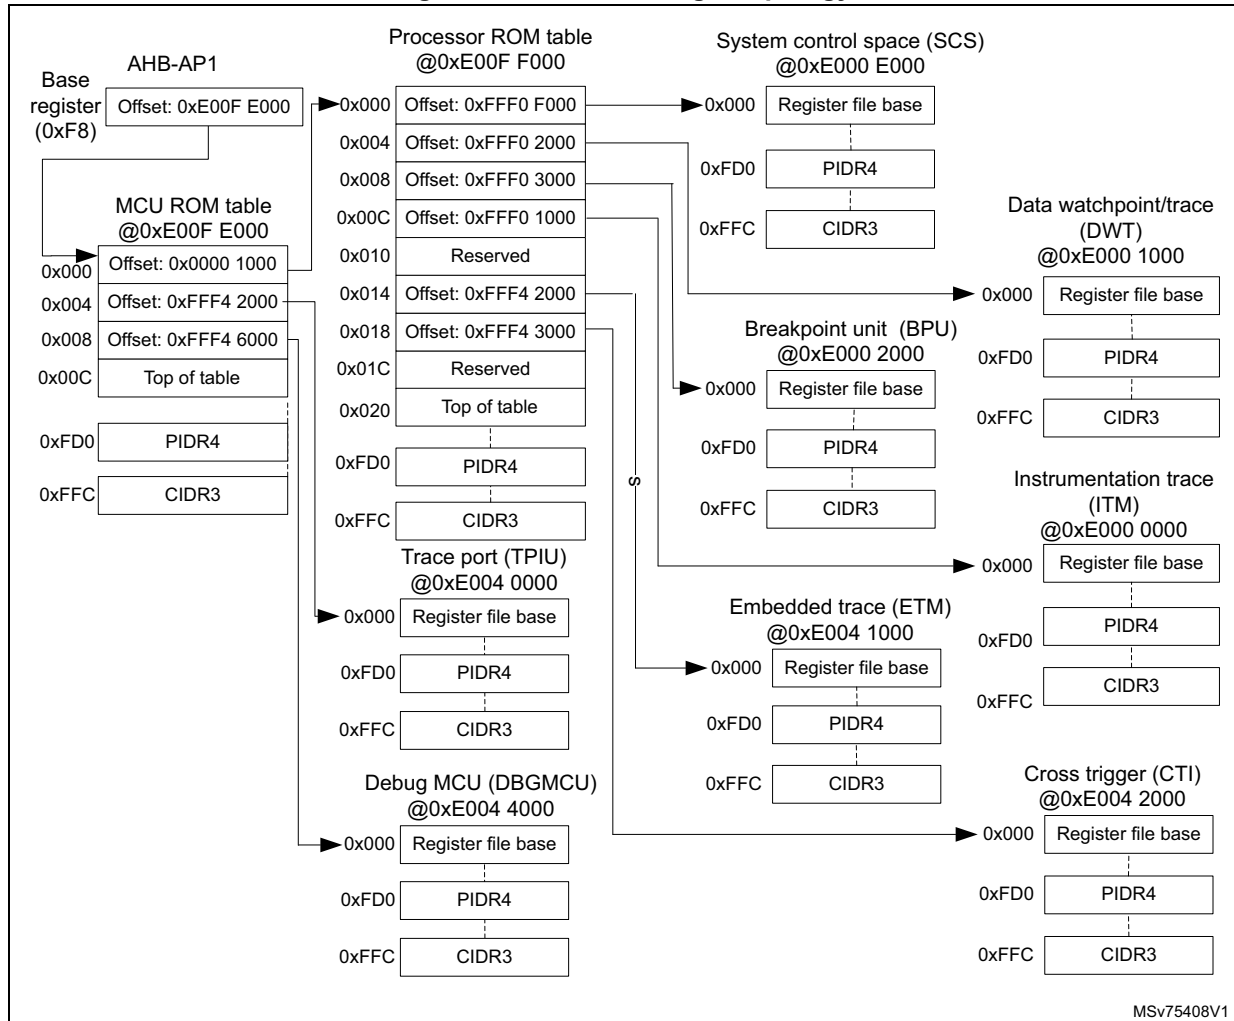 AHB-AP1
Base
register
(0xF8)
Offset: 0xE00F E000
MCU ROM table
@0xE00F E000
0x000
Offset: 0x0000 1000
0x004
Offset: 0xFFF4 2000
0x008
Offset: 0xFFF4 6000
0x00C
Top of table
0xFD0
PIDR4
0xFFC
CIDR3
Processor ROM table
@0xE00F F000
0x000
Offset: 0xFFF0 F000
0x004
Offset: 0xFFF0 2000
0x008
Offset: 0xFFF0 3000
0x00C
Offset: 0xFFF0 1000
0x010
Reserved
0x014
Offset: 0xFFF4 2000
0x018
Offset: 0xFFF4 3000
0x01C
Reserved
0x020
Top of table
0xFD0
PIDR4
0xFFC
CIDR3
Trace port (TPIU)
@0xE004 0000
0x000
Register file base
0xFD0
PIDR4
0xFFC
CIDR3
Debug MCU (DBGMCU)
@0xE004 4000
0x000
Register file base
0xFD0
PIDR4
0xFFC
CIDR3
System control space (SCS)
@0xE000 E000
0x000
Register file base
0xFD0
PIDR4
0xFFC
CIDR3
Breakpoint unit (BPU)
@0xE000 2000
0x000
Register file base
0xFD0
PIDR4
0xFFC
CIDR3
s
Embedded trace (ETM)
@0xE004 1000
0x000
Register file base
0xFD0
PIDR4
0xFFC
CIDR3
Data watchpoint/trace
(DWT)
@0xE000 1000
0x000
Register file base
0xFD0
PIDR4
0xFFC
CIDR3
Instrumentation trace
(ITM)
@0xE000 0000
0x000
Register file base
0xFD0
PIDR4
0xFFC
CIDR3
Cross trigger (CTI)
@0xE004 2000
0x000
Register file base
0xFD0
PIDR4
0xFFC
CIDR3
MSv75408V1